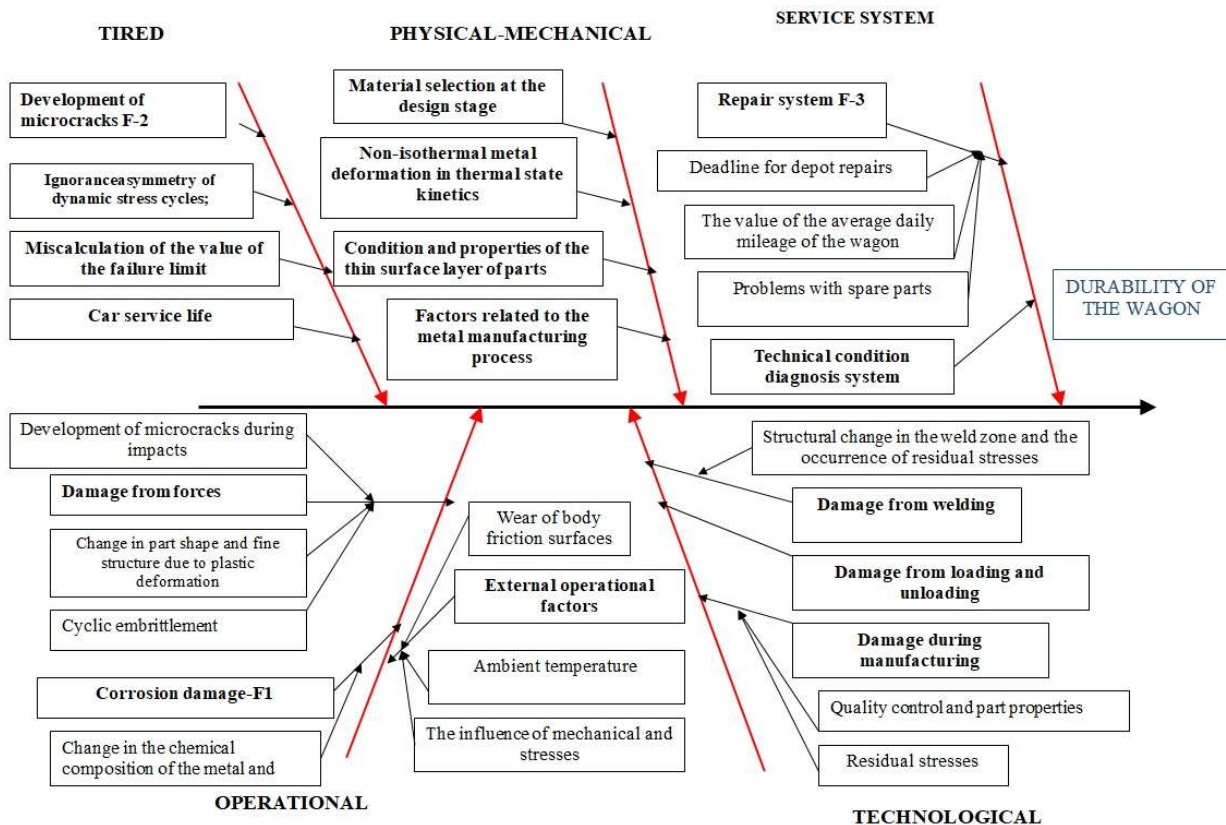 TIRED
PHYSICAL-MECHANICAL
SERVICE SYSTEM
Development of
microcracks F-2
Ignoranceasymmetry of
dynamic stress cycles;
Miscalculation of the value of
the failure limit
Car service life
Material selection at the
design stage
Non-isothermal metal
deformation in thermal state
kinetics
Condition and properties of the
thin surface layer of parts
Factors related to the
metal manufacturing
process
Repair system F-3
Deadline for depot repairs
The value of the average daily
mileage of the wagon
Problems with spare parts
Technical condition
diagnosis system
DURABILITY OF
THE WAGON
Development of microcracks during
impacts
Damage from forces
Change in part shape and fine
structure due to plastic
deformation
Cyclic embrittlement
Corrosion damage-F1
Change in the chemical
composition of the metal and
Wear of body
friction surfaces
External operational
factors
Ambient temperature
The influence of mechanical and
stresses
Structural change in the weld zone and the
occurrence of residual stresses
Damage from welding
Damage from loading and
unloading
Damage during
manufacturing
Quality control and part properties
Residual stresses
OPERATIONAL
TECHNOLOGICAL